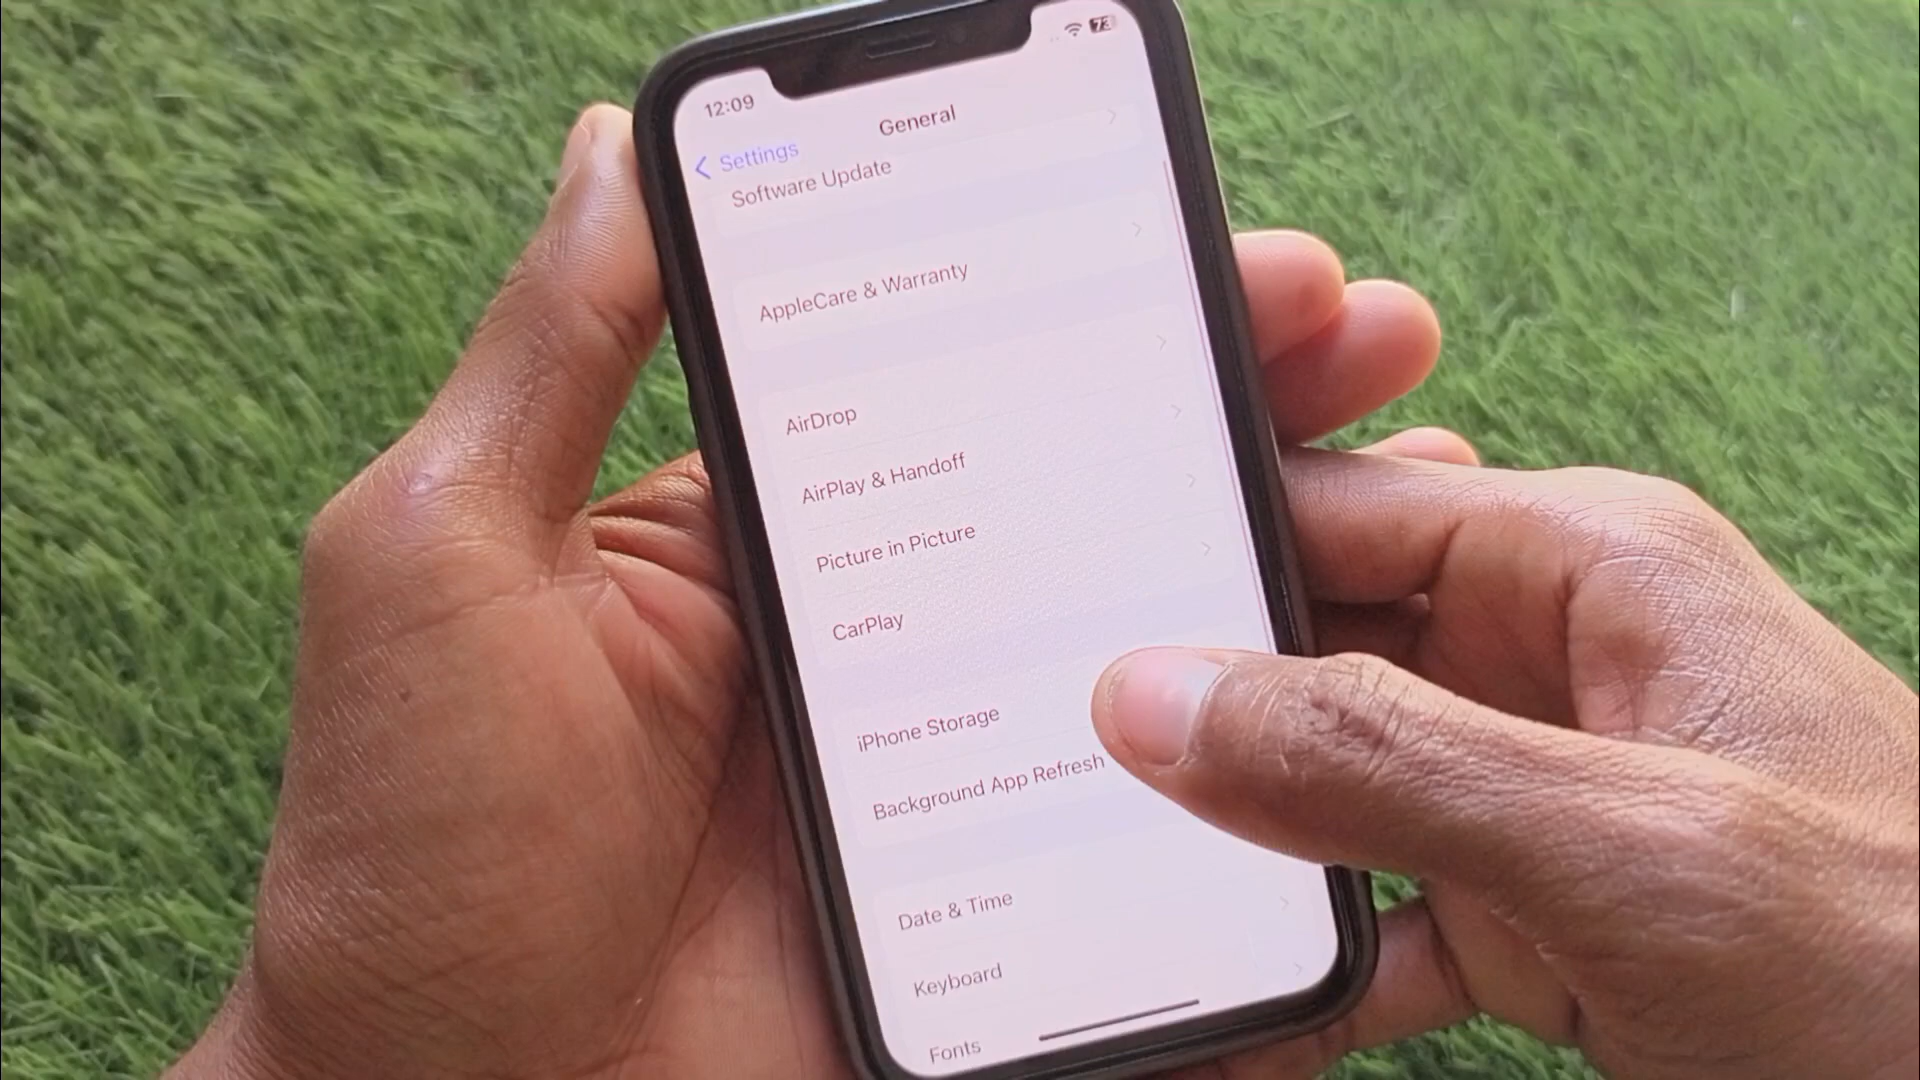 12:09
73
General
Settings
Software Update
AppleCare & Warranty
AirDrop
AirPlay & Handoff
Picture in Picture
CarPlay
iPhone Storage
Background App Refresh
Date & Time
Keyboard
Fonts